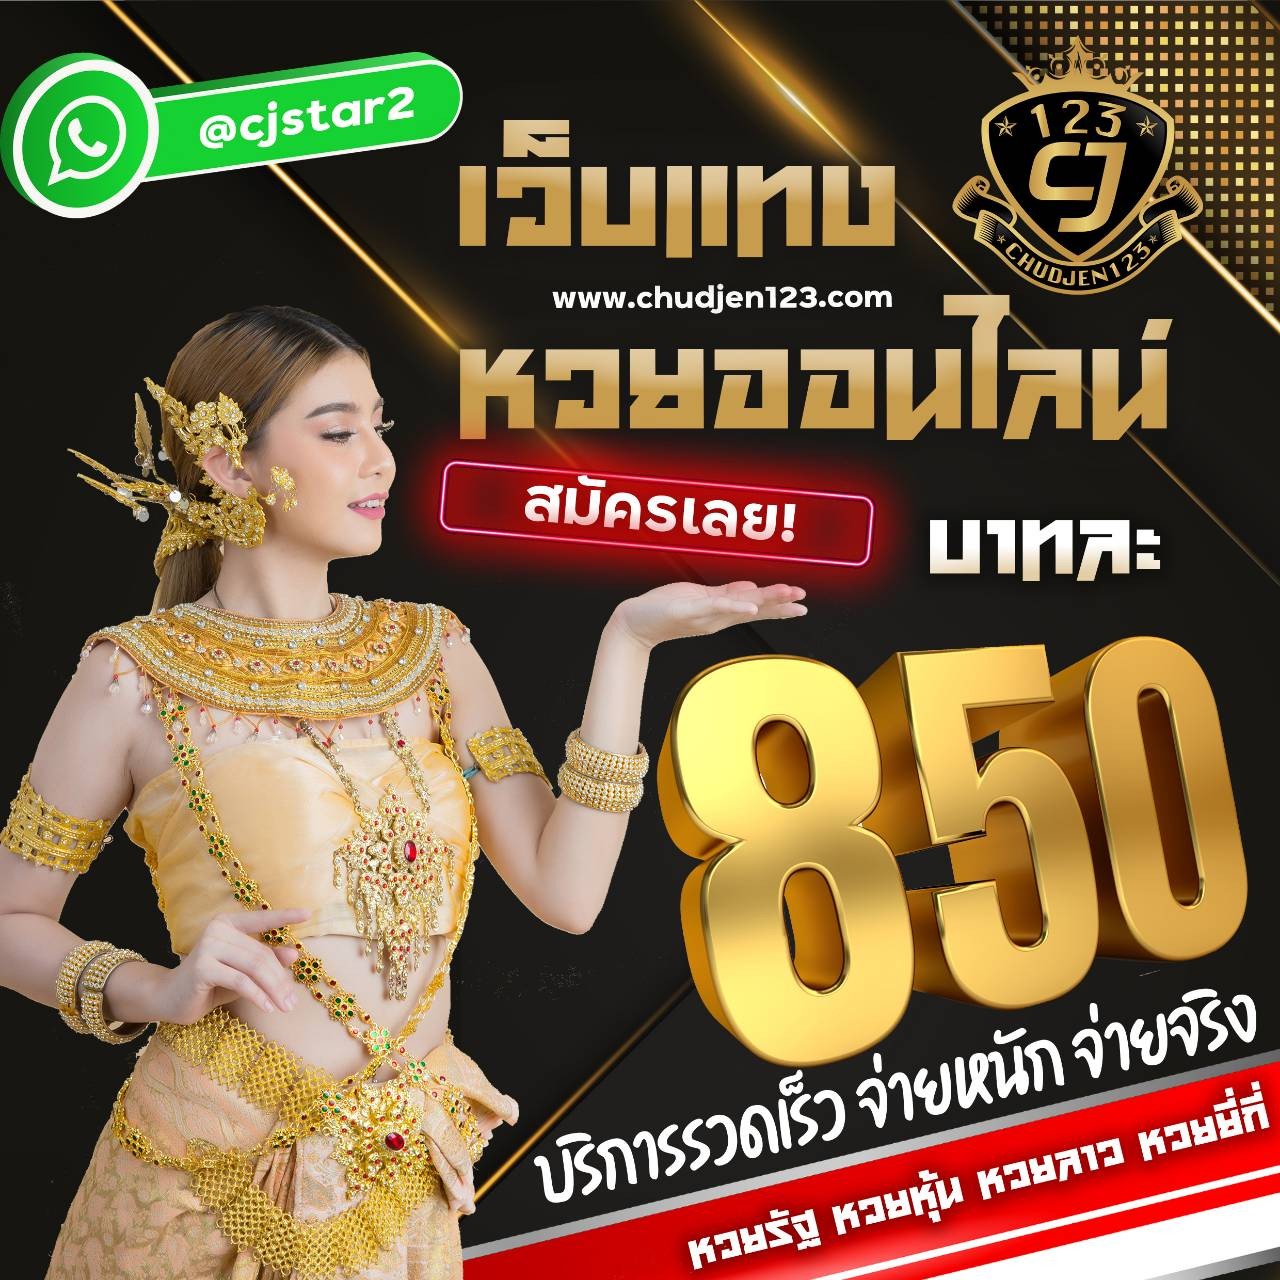 @cjstar2
123
CJ
CHUDJEN123
เว็บแทง
www.chudjen123.com
หวยออนไลน์
สมัครเลย!
บาทละ
850
บริการรวดเร็ว จ่ายหนัก จ่ายจริง
หวยรัฐ หวยหุ้น หวยลาว หวยยี่กี่